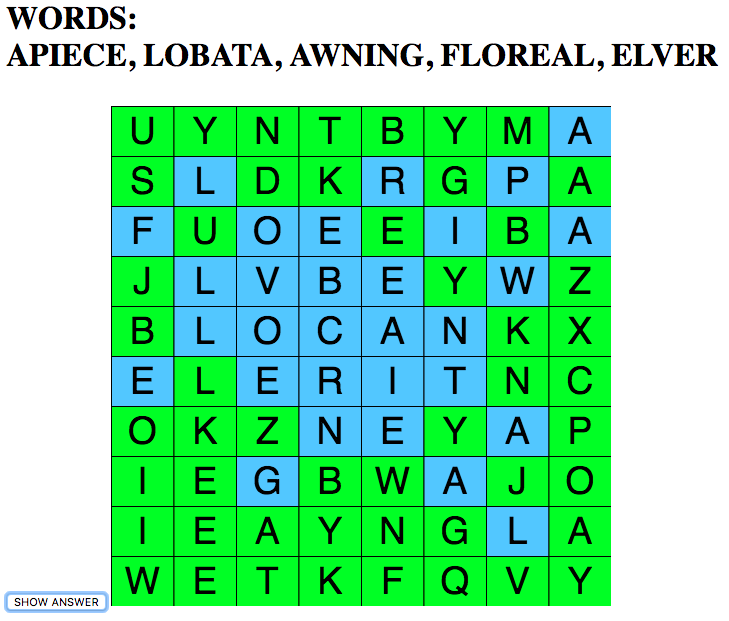 WORDS:
APIECE, LOBATA, AWNING, FLOREAL, ELVER
U Y N T B Y M A
S L D K R G P A
F U O E E I B A
J L V B E Y W Z
B L O C A N K X
E L E R I T N C
O K Z N E Y A P
I E G B W A J O
I E A Y N G L A
W E T K F Q V Y
SHOW ANSWER